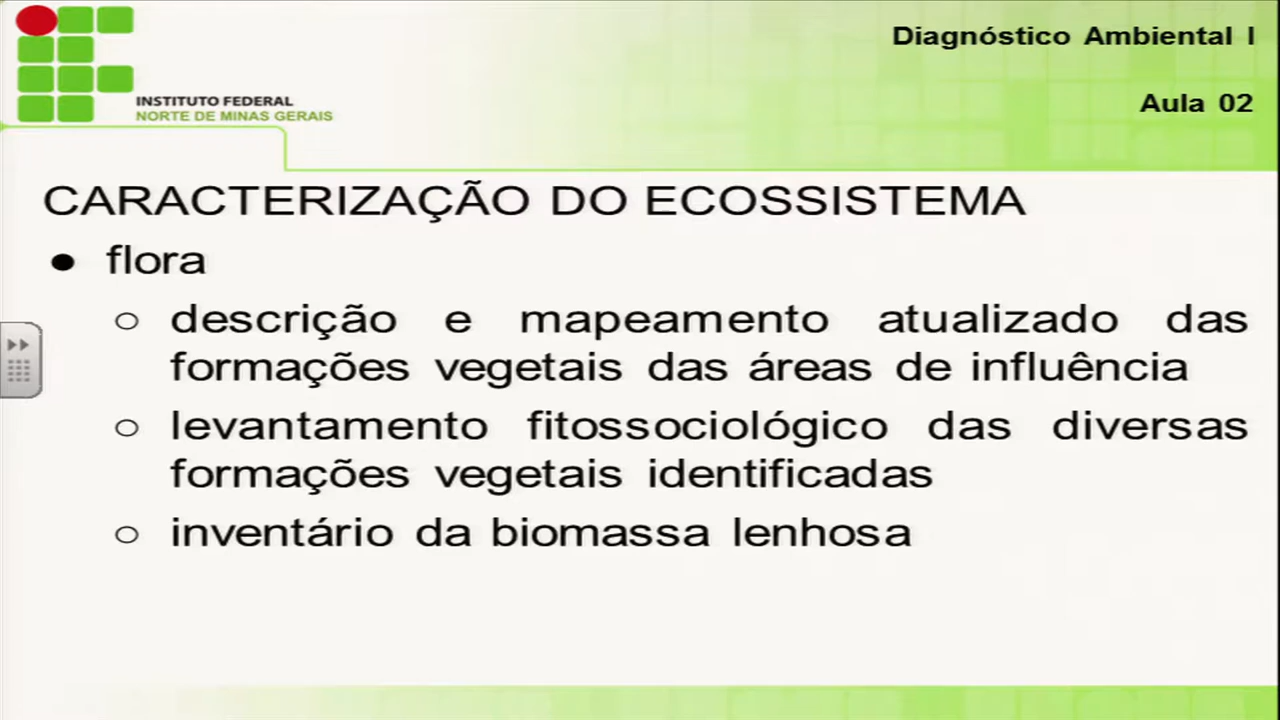 Diagnóstico Ambiental I
Aula 02
INSTITUTO FEDERAL
NORTE DE MINAS GERAIS
CARACTERIZAÇÃO DO ECOSSISTEMA
● flora
○ descrição e mapeamento atualizado das
formações vegetais das áreas de influência
○ levantamento fitossociológico das diversas
formações vegetais identificadas
○ inventário da biomassa lenhosa